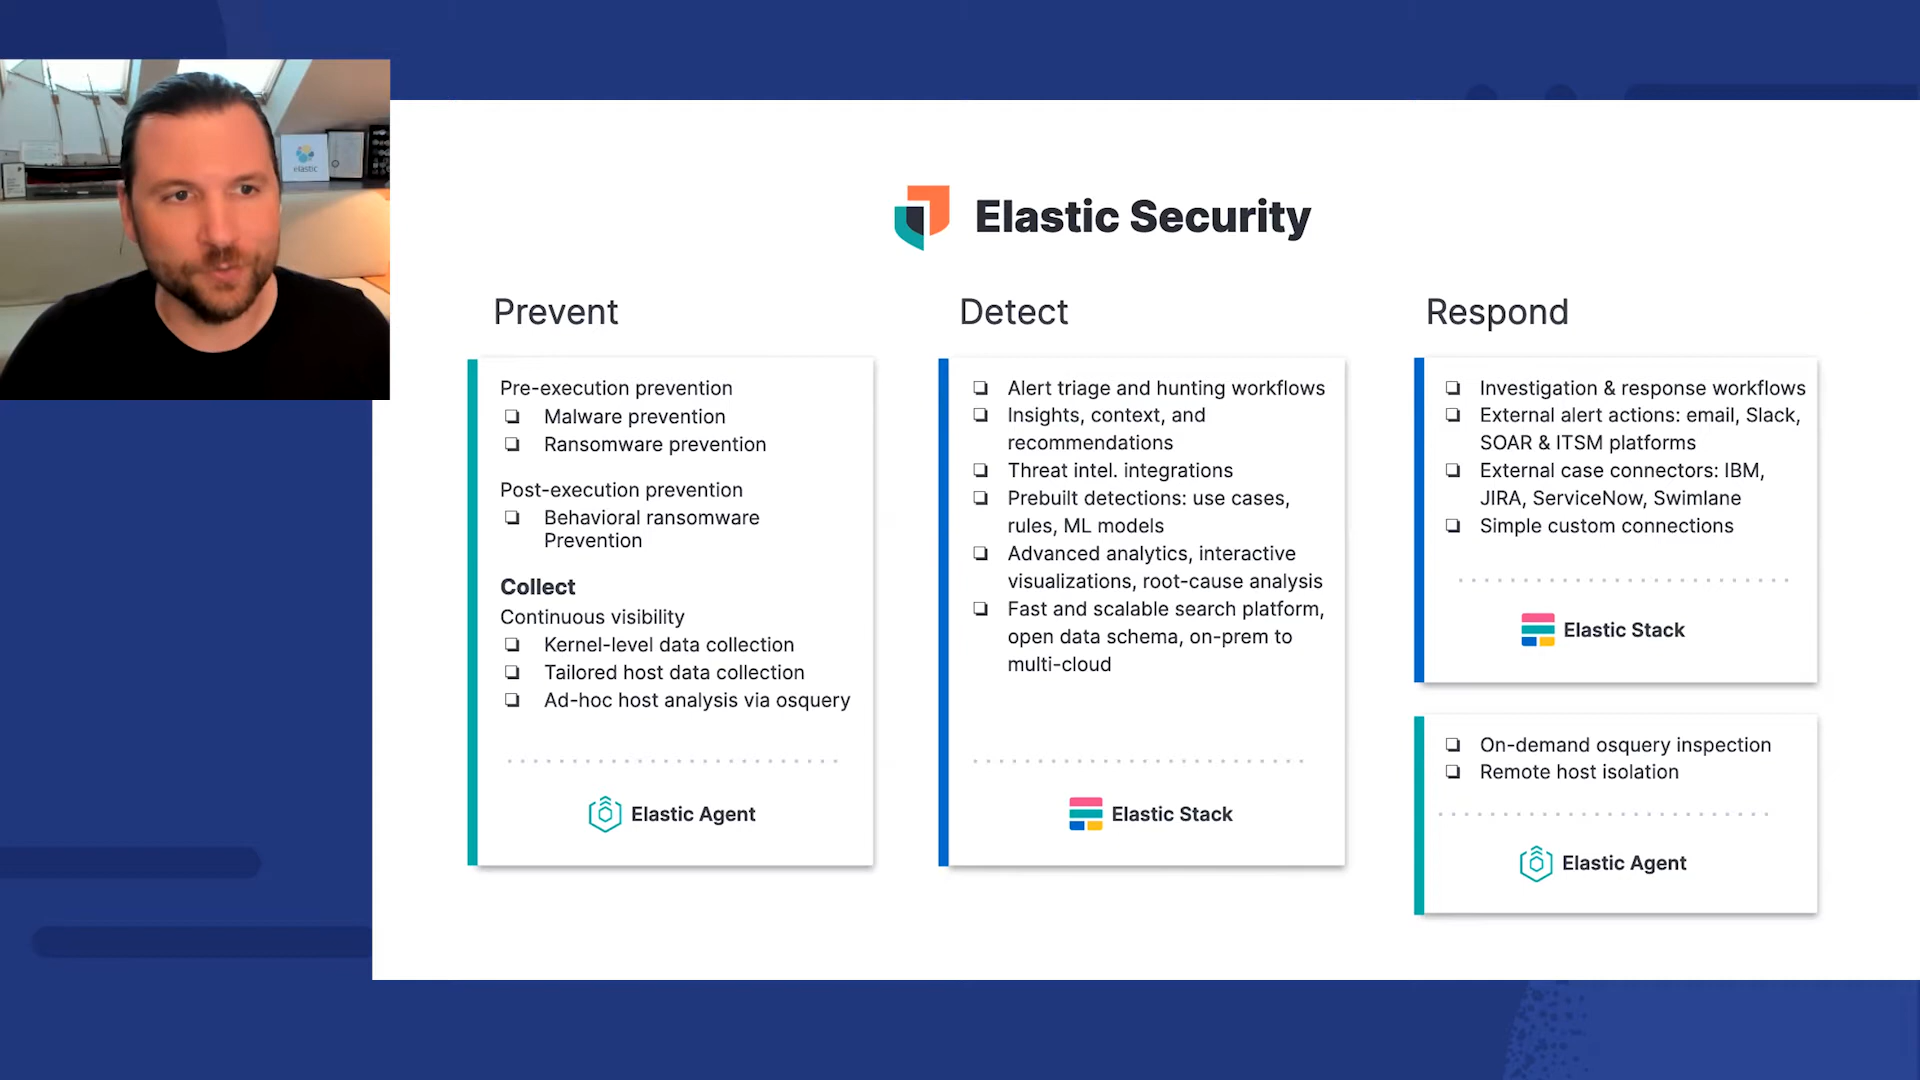 elastic
Elastic Security
Prevent
Pre-execution prevention
Malware prevention
Ransomware prevention
Post-execution prevention
Behavioral ransomware
Prevention
Collect
Continuous visibility
Kernel-level data collection
Tailored host data collection
Ad-hoc host analysis via osquery
Elastic Agent
Detect
Alert triage and hunting workflows
Insights, context, and
recommendations
Threat intel. integrations
Prebuilt detections: use cases,
rules, ML models
Advanced analytics, interactive
visualizations, root-cause analysis
Fast and scalable search platform,
open data schema, on-prem to
multi-cloud
Elastic Stack
Respond
Investigation & response workflows
External alert actions: email, Slack,
SOAR & ITSM platforms
External case connectors: IBM,
JIRA, ServiceNow, Swimlane
Simple custom connections
Elastic Stack
On-demand osquery inspection
Remote host isolation
Elastic Agent